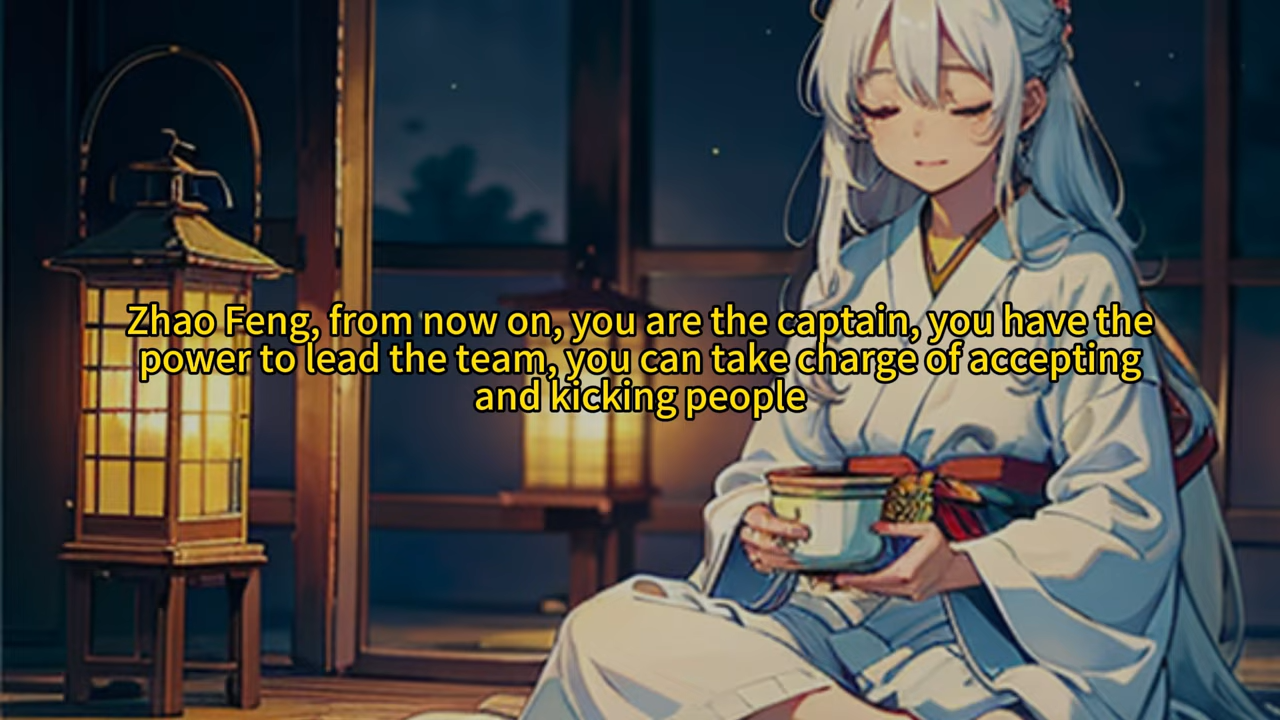 Zhao Feng, from now on, you are the captain, you have the
power to lead the team, you can take charge of accepting
and kicking people